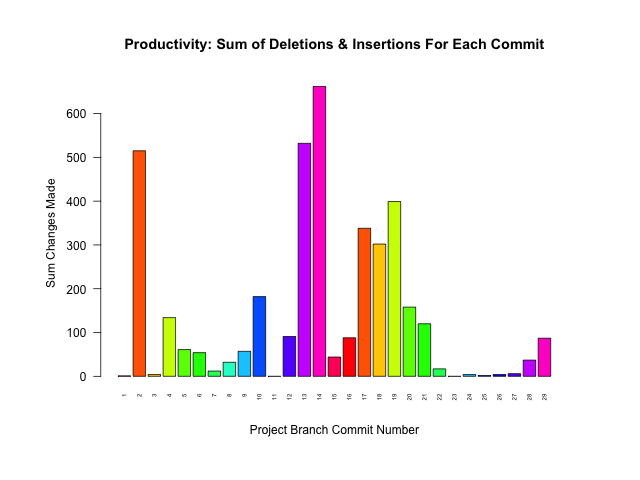 Productivity: Sum of Deletions & Insertions For Each Commit
Sum Changes Made
600
500
400
300
200
100
0
1 2 3 4 5 6 7 8 9 10 11 12 13 14 15 16 17 18 19 20 21 22 23 24 25 26 27 28 29
Project Branch Commit Number